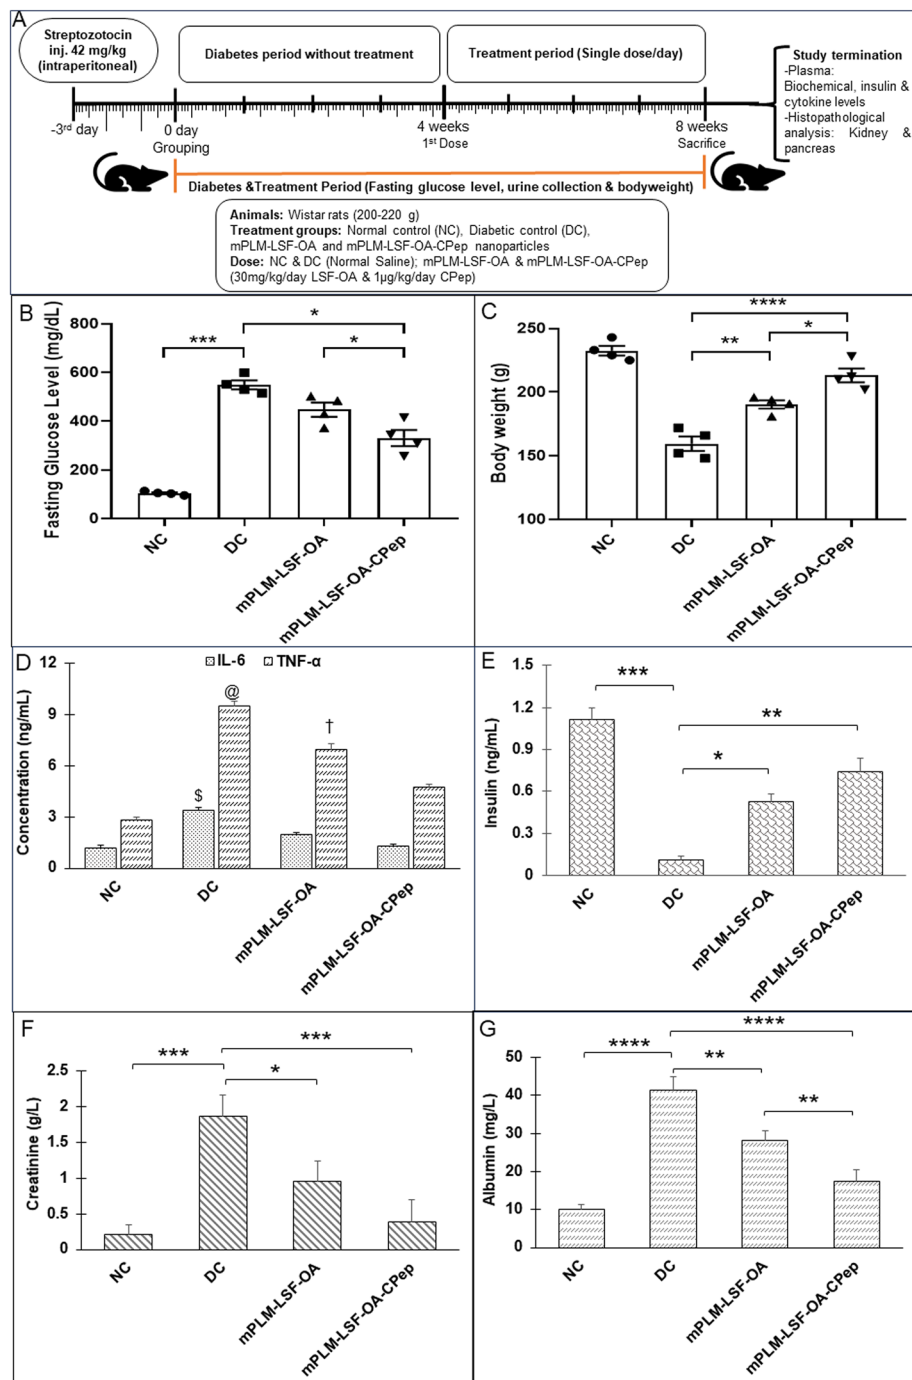 A
Streptozotocin
inj. 42 mg/kg
(intraperitoneal)
Diabetes period without treatment
Treatment period (Single dose/day)
Study termination
-Plasma:
Biochemical, insulin &
cytokine levels
-Histopathological
analysis: Kidney &
pancreas
-3rd day
0 day
Grouping
4 weeks
1st Dose
8 weeks
Sacrifice
Diabetes &Treatment Period (Fasting glucose level, urine collection & bodyweight)
Animals: Wistar rats (200-220 g)
Treatment groups: Normal control (NC), Diabetic control (DC),
mPLM-LSF-OA and mPLM-LSF-OA-CPep nanoparticles
Dose: NC & DC (Normal Saline); mPLM-LSF-OA & mPLM-LSF-OA-CPep
(30mg/kg/day LSF-OA & 1µg/kg/day CPep)
B
Fasting Glucose Level (mg/dL)
800
600
400
200
0
***
*
*
NC
DC
mPLM-LSF-OA
mPLM-LSF-OA-CPep
C
Body weight (g)
250
200
150
100
****
**
*
NC
DC
mPLM-LSF-OA
mPLM-LSF-OA-CPep
D
IL-6
TNF-α
Concentration (ng/mL)
12
9
6
3
0
$
@
†
NC
DC
mPLM-LSF-OA
mPLM-LSF-OA-CPep
E
Insulin (ng/mL)
1.5
1.2
0.9
0.6
0.3
0
***
**
*
NC
DC
mPLM-LSF-OA
mPLM-LSF-OA-CPep
F
Creatinine (g/L)
2.5
2
1.5
1
0.5
0
***
***
*
NC
DC
mPLM-LSF-OA
mPLM-LSF-OA-CPep
G
Albumin (mg/L)
50
40
30
20
10
0
****
****
**
**
NC
DC
mPLM-LSF-OA
mPLM-LSF-OA-CPep